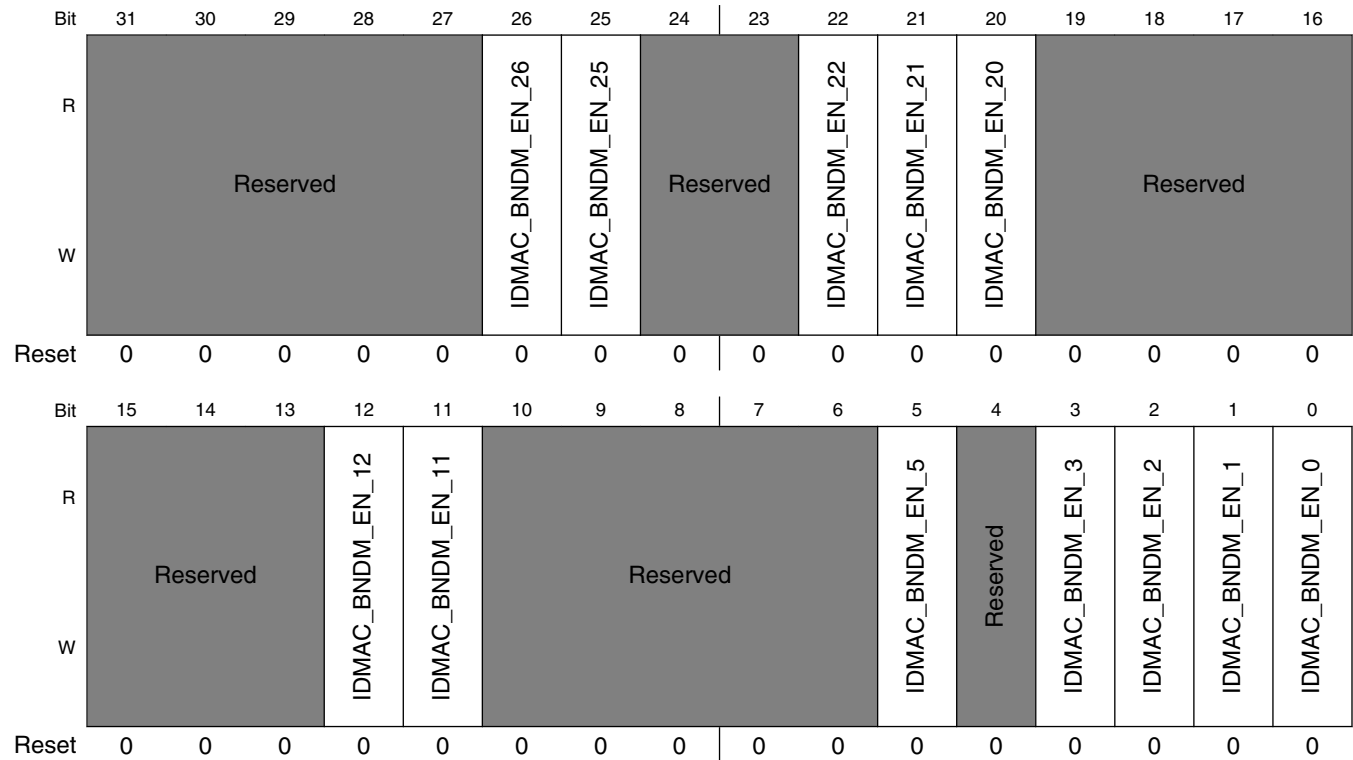 Bit 31 30 29 28 27 26 25 24 23 22 21 20 19 18 17 16
R
W
Reserved
IDMAC_BNDM_EN_26
IDMAC_BNDM_EN_25
Reserved
IDMAC_BNDM_EN_22
IDMAC_BNDM_EN_21
IDMAC_BNDM_EN_20
Reserved
Reset 0 0 0 0 0 0 0 0 0 0 0 0 0 0 0 0
Bit 15 14 13 12 11 10 9 8 7 6 5 4 3 2 1 0
R
W
Reserved
IDMAC_BNDM_EN_12
IDMAC_BNDM_EN_11
Reserved
IDMAC_BNDM_EN_5
Reserved
IDMAC_BNDM_EN_3
IDMAC_BNDM_EN_2
IDMAC_BNDM_EN_1
IDMAC_BNDM_EN_0
Reset 0 0 0 0 0 0 0 0 0 0 0 0 0 0 0 0